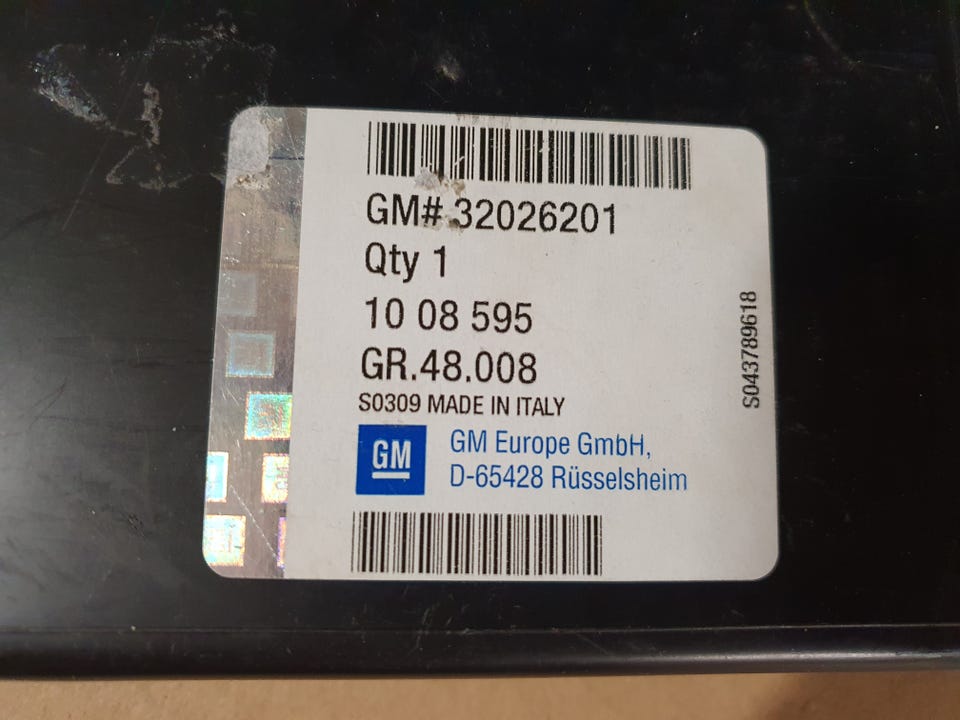 GM# 32026201
Qty 1
10 08 595
GR.48.008
S0309 MADE IN ITALY
GM
GM Europe GmbH,
D-65428 Rüsselsheim
S043789618